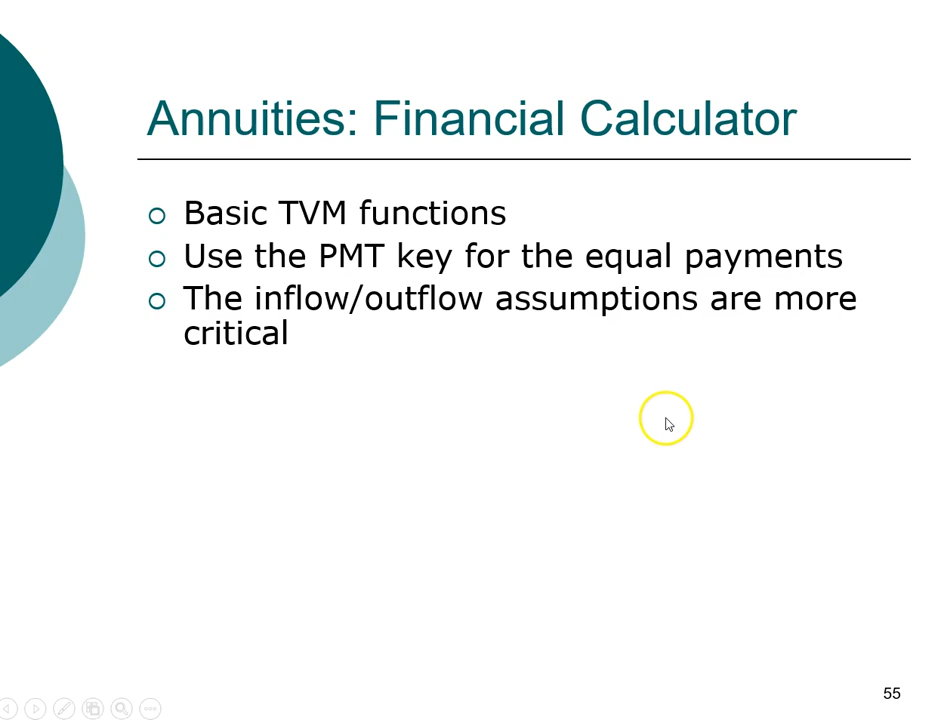 Annuities: Financial Calculator
Basic TVM functions
Use the PMT key for the equal payments
The inflow/outflow assumptions are more
critical
55